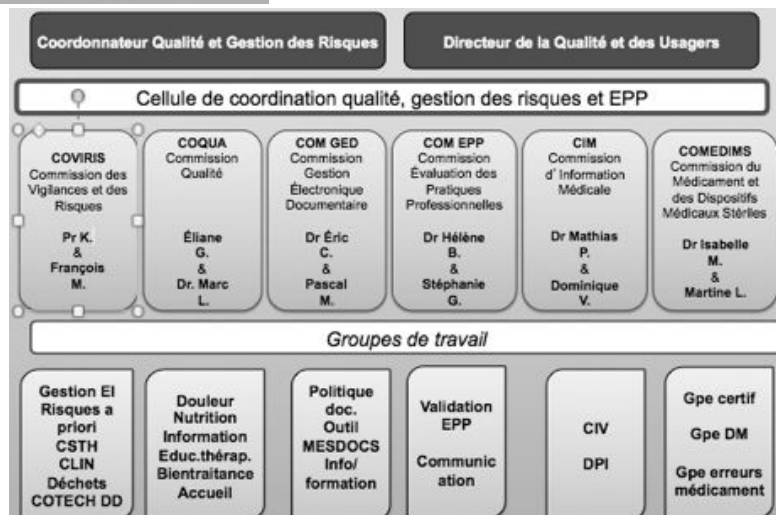 Coordonnateur Qualité et Gestion des Risques
Directeur de la Qualité et des Usagers
Cellule de coordination qualité, gestion des risques et EPP
COVIRIS
Commission des
Vigilances et des
Risques
Pr K.
&
François
M.
COQUA
Commission
Qualité
Éliane
G.
&
Dr. Marc
L.
COM GED
Commission
Gestion
Électronique
Documentaire
Dr Éric
C.
&
Pascal
M.
COM EPP
Commission
Évaluation des
Pratiques
Professionnelles
Dr Hélène
B.
&
Stéphanie
G.
CIM
Commission
d'Information
Médicale
Dr Mathias
P.
&
Dominique
V.
COMEDIMS
Commission du
Médicament et
des Dispositifs
Médicaux Stériles
Dr Isabelle
M.
&
Martine L.
Groupes de travail
Gestion EI
Risques a
priori
CSTH
CLIN
Déchets
COTECH DD
Douleur
Nutrition
Information
Educ.thérap.
Bientraitance
Accueil
Politique
doc.
Outil
MESDOCS
Info/
formation
Validation
EPP
Communic
ation
CIV
DPI
Gpe certif
Gpe DM
Gpe erreurs
médicament